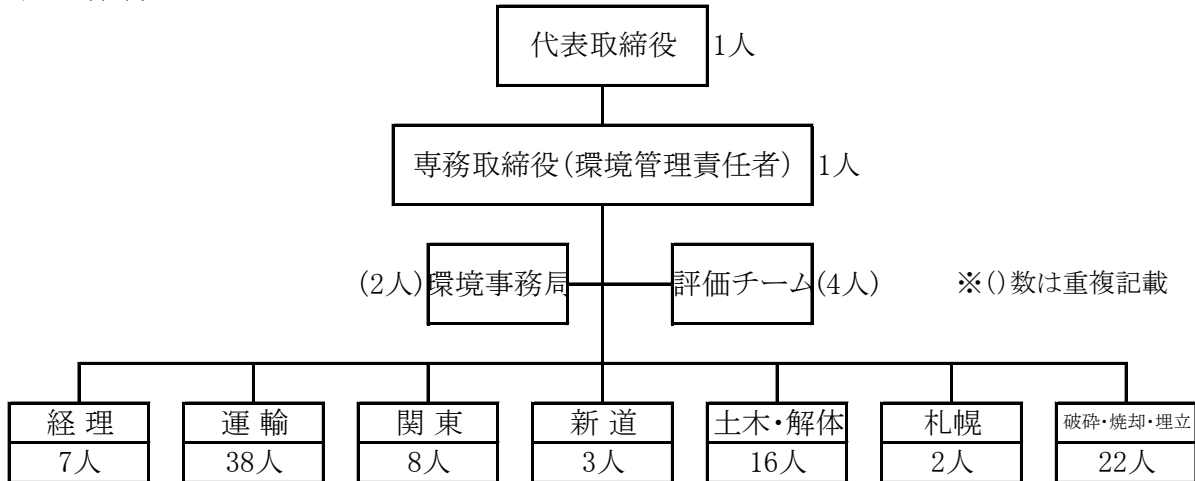 代表取締役 1人
専務取締役(環境管理責任者) 1人
(2人)環境事務局 評価チーム(4人) ※()数は重複記載
経理 運輸 関東 新道 土木・解体 札幌 破砕・焼却・埋立
7人 38人 8人 3人 16人 2人 22人